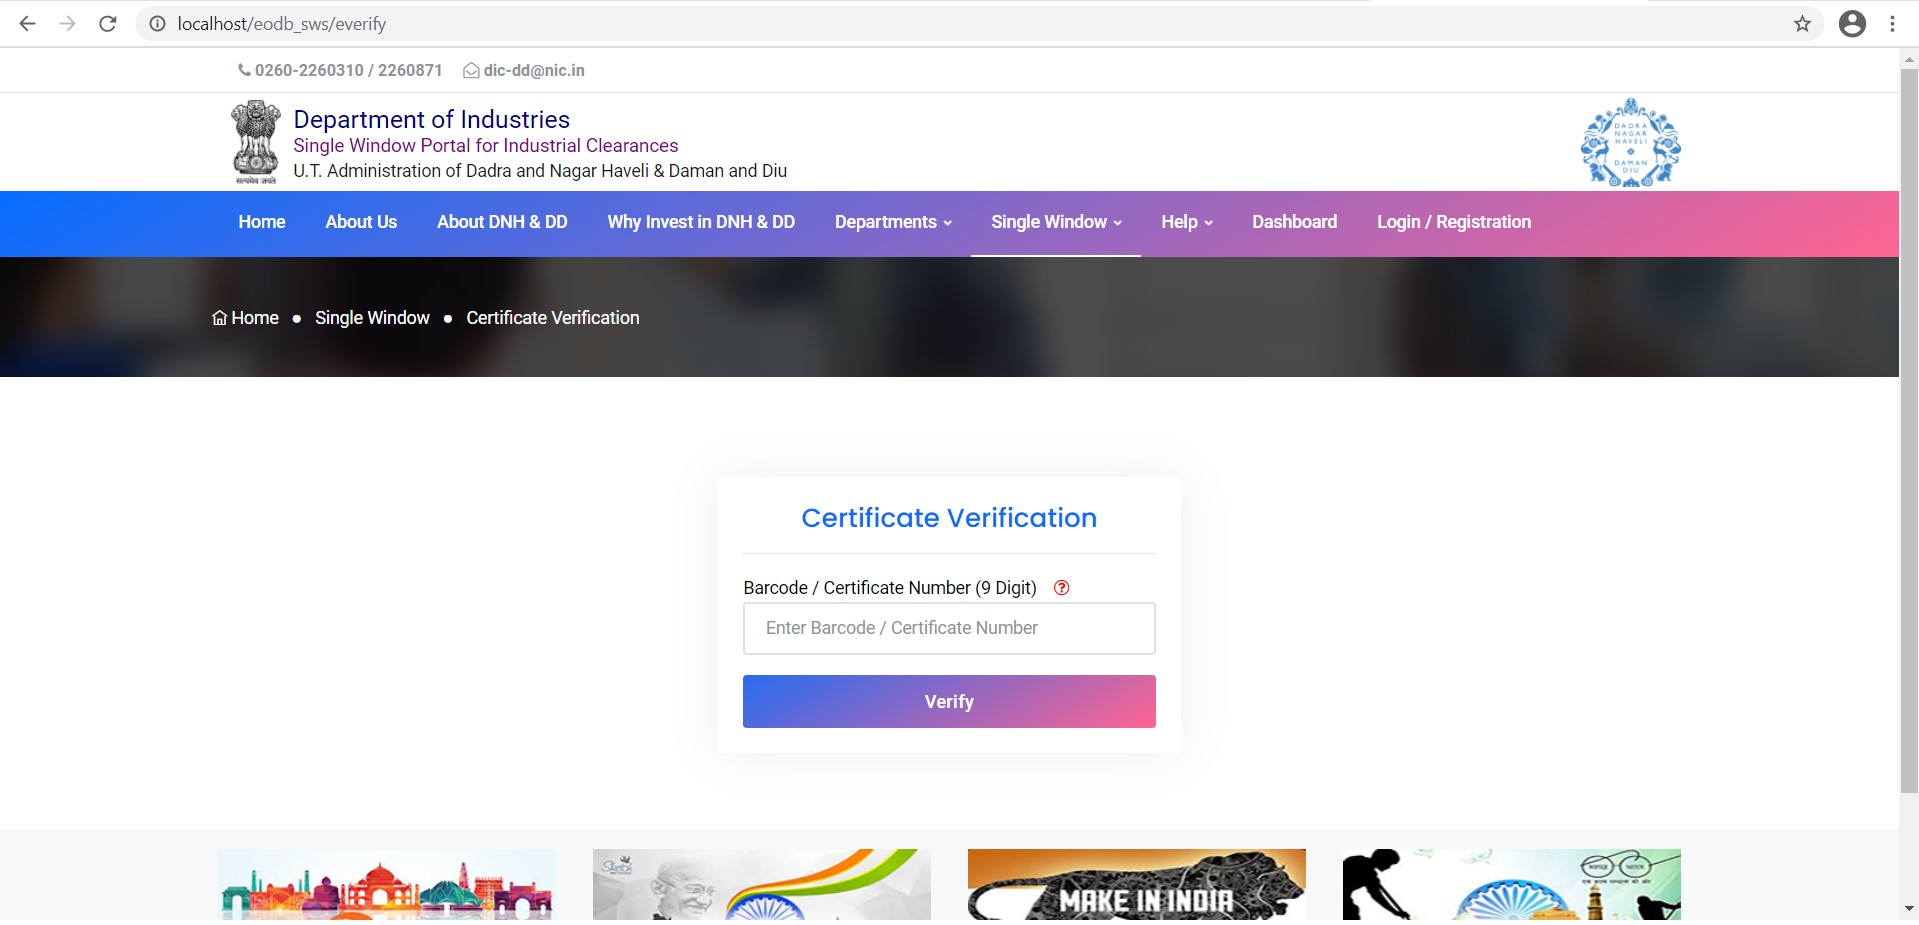 localhost/eodb_sws/everify
0260-2260310 / 2260871 dic-dd@nic.in
Department of Industries
Single Window Portal for Industrial Clearances
U.T. Administration of Dadra and Nagar Haveli & Daman and Diu
सत्यमेव जयते
DADRA
NAGAR
HAVELI
DAMAN
DIU
Home About Us About DNH & DD Why Invest in DNH & DD Departments Single Window Help Dashboard Login / Registration
Home ● Single Window ● Certificate Verification
Certificate Verification
Barcode / Certificate Number (9 Digit)
Enter Barcode / Certificate Number
Verify
MAKE IN INDIA